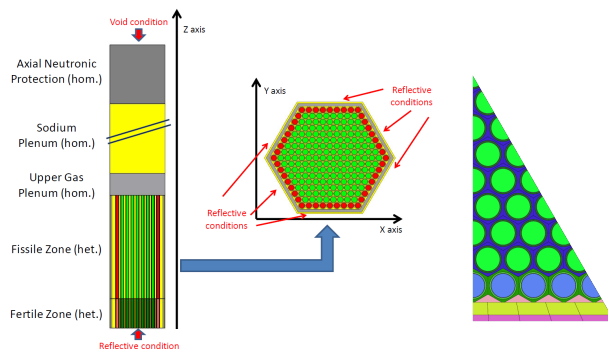 Void condition
Z axis
Axial Neutronic
Protection (hom.)
Sodium
Plenum (hom.)
Upper Gas
Plenum (hom.)
Fissile Zone (het.)
Fertile Zone (het.)
Reflective condition
Y axis
Reflective
conditions
Reflective
conditions
X axis